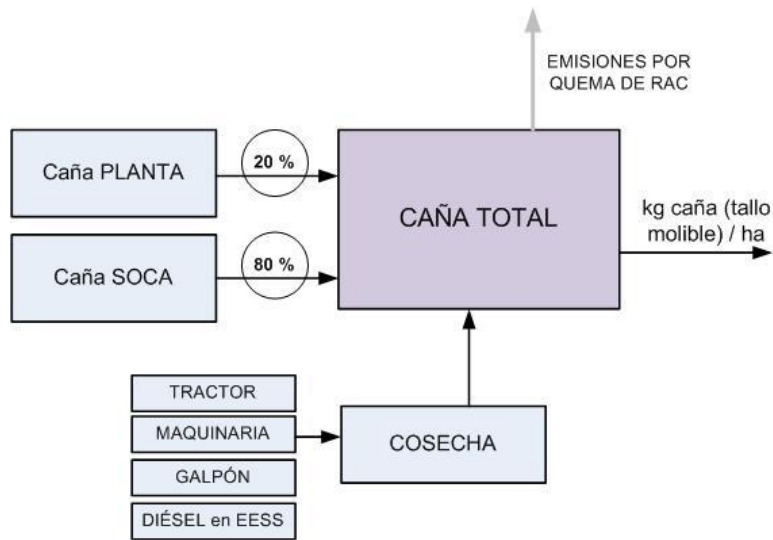 EMISIONES POR
QUEMA DE RAC
Caña PLANTA
20 %
CAÑA TOTAL
kg caña (tallo
molible) / ha
Caña SOCA
80 %
TRACTOR
MAQUINARIA
COSECHA
GALPÓN
DIÉSEL en EESS